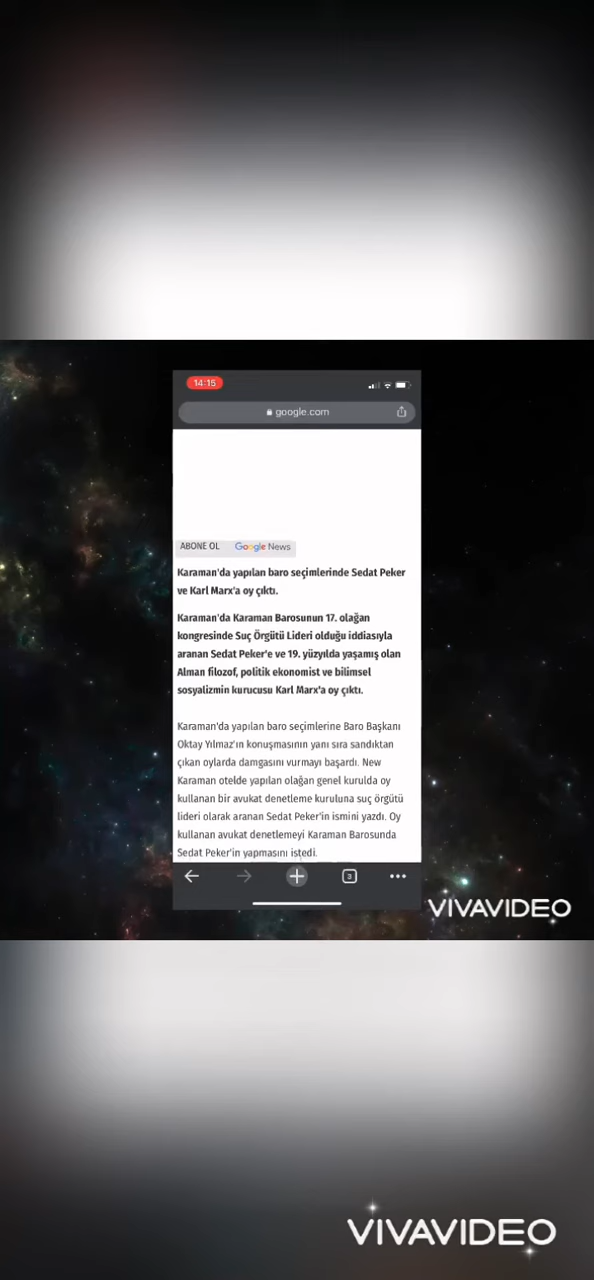 14:15
google.com
ABONE OL Google News
Karaman'da yapılan baro seçimlerinde Sedat Peker
ve Karl Marx'a oy çıktı.
Karaman'da Karaman Barosunun 17. olağan
kongresinde Suç Örgütü Lideri olduğu iddiasıyla
aranan Sedat Peker'e ve 19. yüzyılda yaşamış olan
Alman filozof, politik ekonomist ve bilimsel
sosyalizmin kurucusu Karl Marx'a oy çıktı.
Karaman'da yapılan baro seçimlerine Baro Başkanı
Oktay Yılmaz'ın konuşmasının yanı sıra sandıktan
çıkan oylarda damgasını vurmayı başardı. New
Karaman otelde yapılan olağan genel kurulda oy
kullanan bir avukat denetleme kuruluna suç örgütü
lideri olarak aranan Sedat Peker'in ismini yazdı. Oy
kullanan avukat denetlemeyi Karaman Barosunda
Sedat Peker'in yapmasını istedi.
3
VIVAVIDEO
VIVAVIDEO